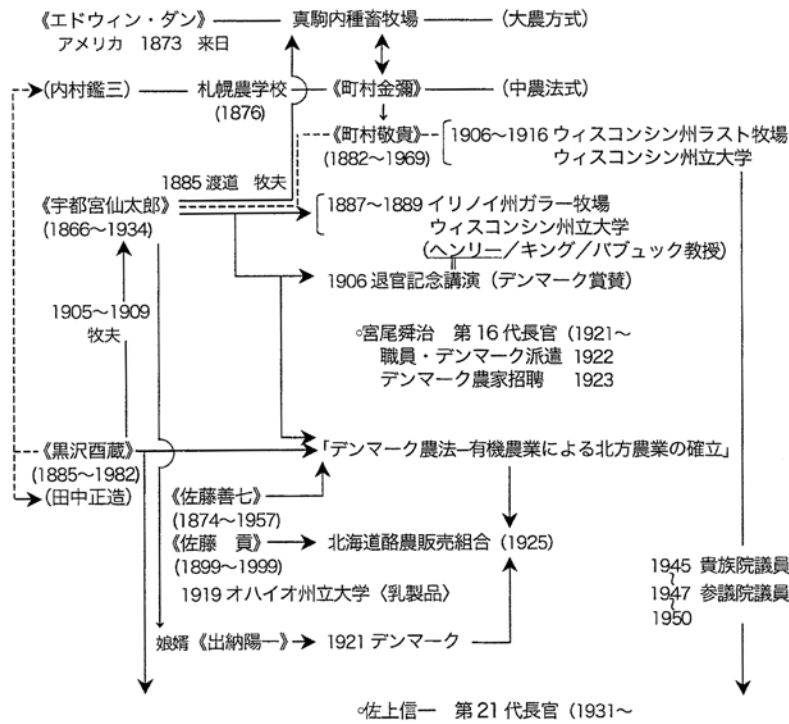 《エドウィン・ダン》 真駒内種畜牧場 (大農方式)
アメリカ 1873 来日
(内村鑑三) 札幌農学校 《町村金彌》 (中農法式)
(1876)
《町村敬貴》 1906〜1916 ウィスコンシン州ラスト牧場
(1882〜1969) ウィスコンシン州立大学
1885 渡道 牧夫
《宇都宮仙太郎》 1887〜1889 イリノイ州ガラー牧場
(1866〜1934) ウィスコンシン州立大学
(ヘンリー/キング/バブュック教授)
1906 退官記念講演(デンマーク賞賛)
1905〜1909
牧夫
○宮尾舜治 第16代長官(1921〜
職員・デンマーク派遣 1922
デンマーク農家招聘 1923
《黒沢酉蔵》 「デンマーク農法−有機農業による北方農業の確立」
(1885〜1982)
(田中正造) 《佐藤善七》
(1874〜1957)
《佐藤 貢》 北海道酪農販売組合(1925)
(1899〜1999)
1919 オハイオ州立大学〈乳製品〉
1945 貴族院議員
〜
1947 参議院議員
〜
1950
娘婿《出納陽一》 1921 デンマーク
○佐上信一 第21代長官(1931〜